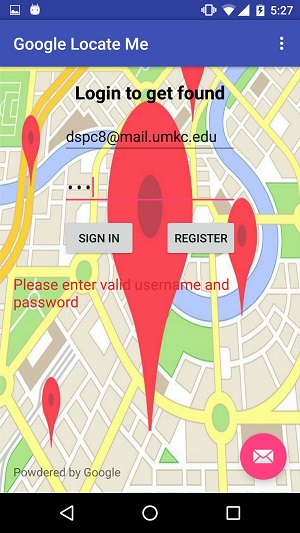 5:27
Google Locate Me
Login to get found
dspc8@mail.umkc.edu
•••
SIGN IN
REGISTER
Please enter valid username and
password
Powdered by Google